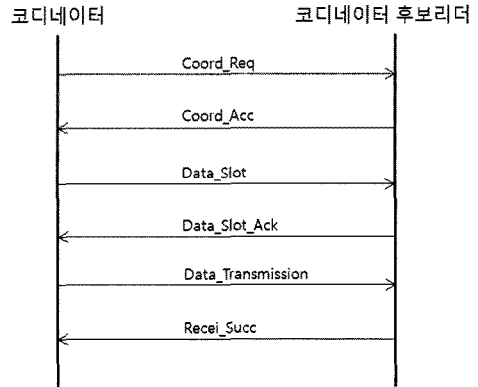 코디네이터 코디네이터 후보리더
Coord_Req
Coord_Acc
Data_Slot
Data_Slot_Ack
Data_Transmission
Recei_Succ